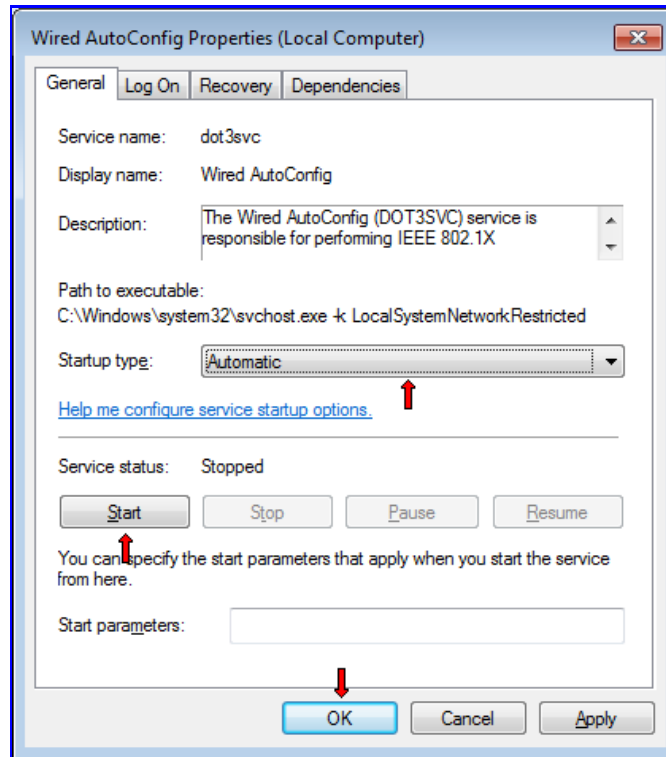 Wired AutoConfig Properties (Local Computer)
General Log On Recovery Dependencies
Service name: dot3svc
Display name: Wired AutoConfig
Description: The Wired AutoConfig (DOT3SVC) service is
responsible for performing IEEE 802.1X
Path to executable:
C:\Windows\system32\svchost.exe -k LocalSystemNetworkRestricted
Startup type: Automatic
Help me configure service startup options.
Service status: Stopped
Start Stop Pause Resume
You can specify the start parameters that apply when you start the service
from here.
Start parameters:
OK Cancel Apply